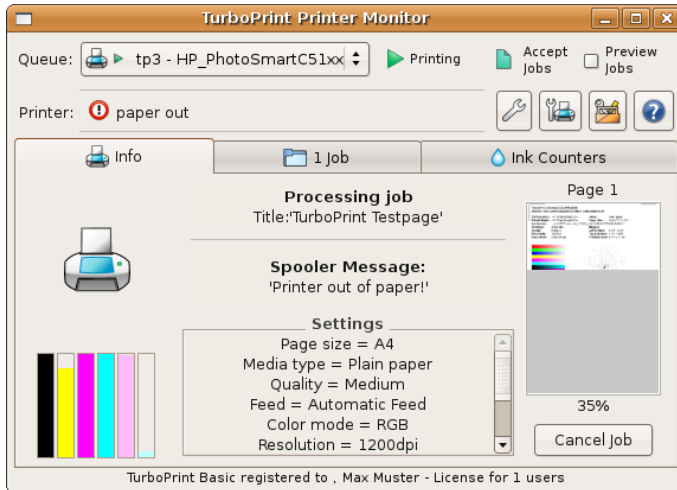 TurboPrint Printer Monitor
Queue: tp3 - HP_PhotoSmartC51xx Printing Accept Jobs Preview Jobs
Printer: paper out
Info 1 Job Ink Counters
Processing job
Title:'TurboPrint Testpage'
Spooler Message:
'Printer out of paper!'
Settings
Page size = A4
Media type = Plain paper
Quality = Medium
Feed = Automatic Feed
Color mode = RGB
Resolution = 1200dpi
Page 1
35%
Cancel Job
TurboPrint Basic registered to , Max Muster - License for 1 users